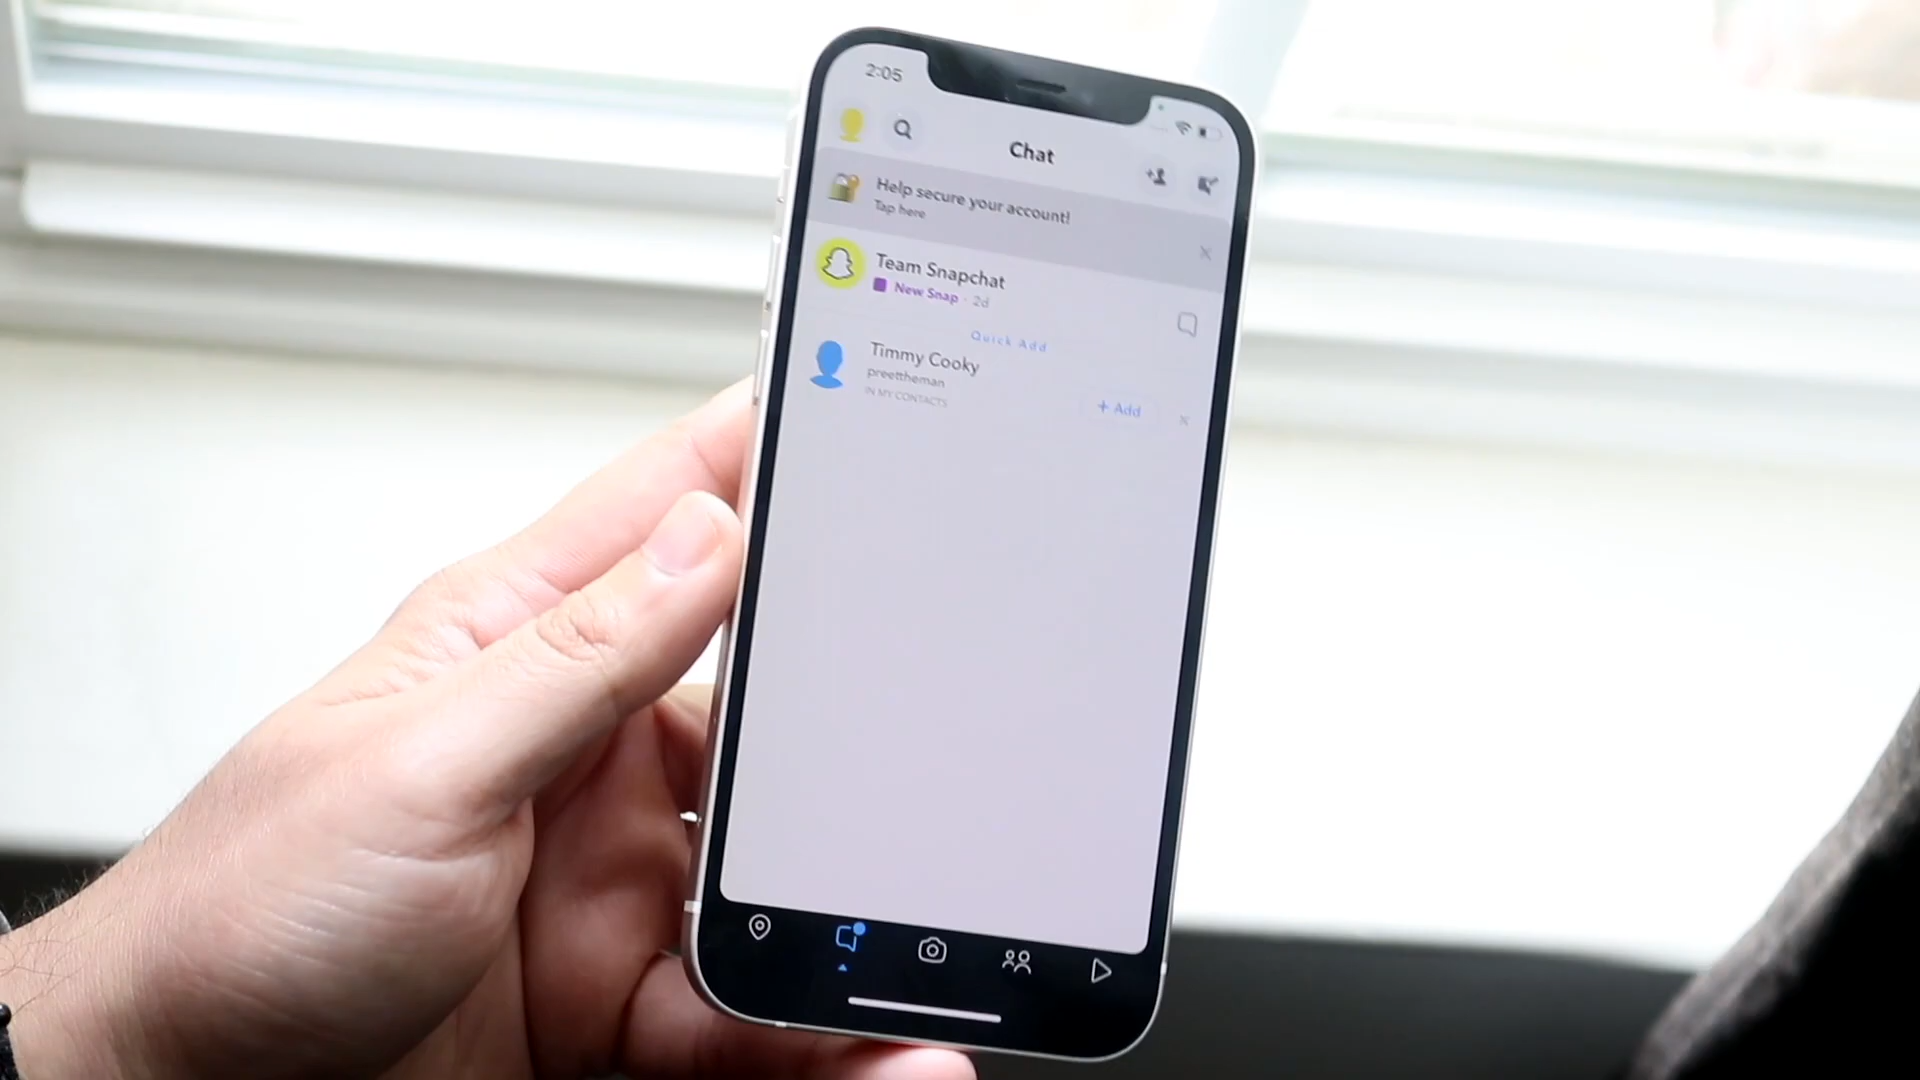 2:05
Chat
Help secure your account!
Tap here
Team Snapchat
New Snap · 2d
Quick Add
Timmy Cooky
preettheman
IN MY CONTACTS
+ Add